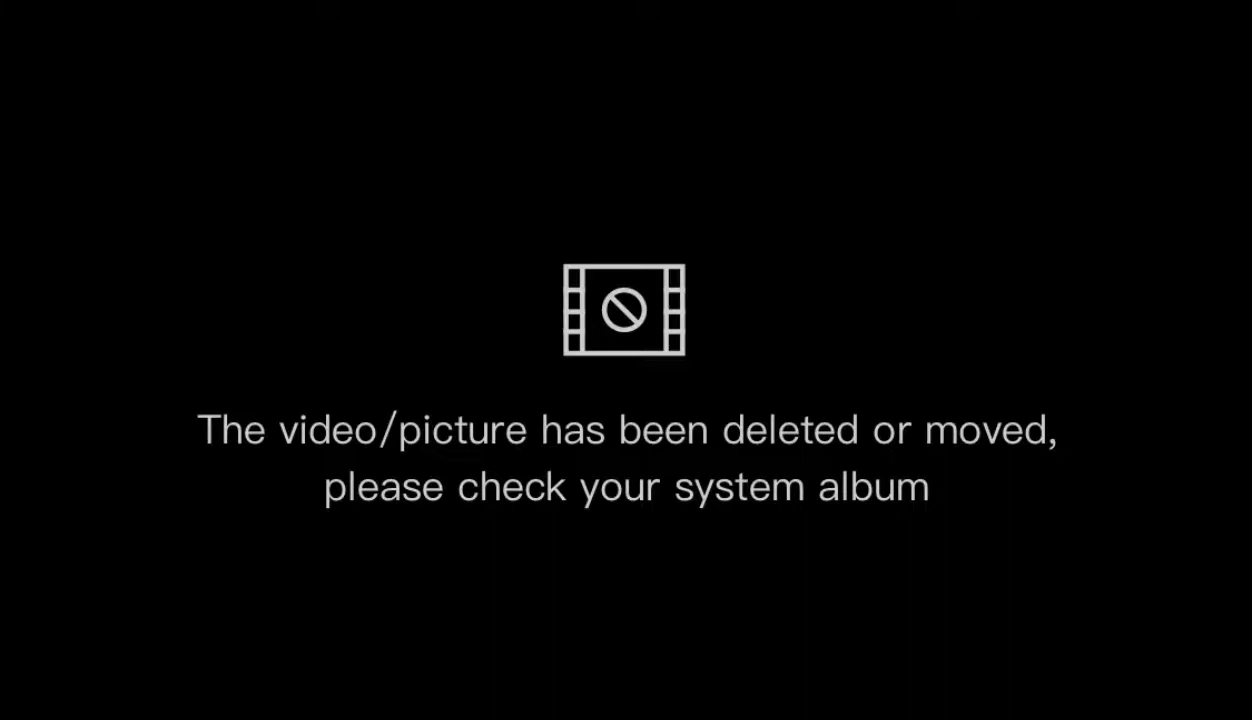 The video/picture has been deleted or moved,
please check your system album